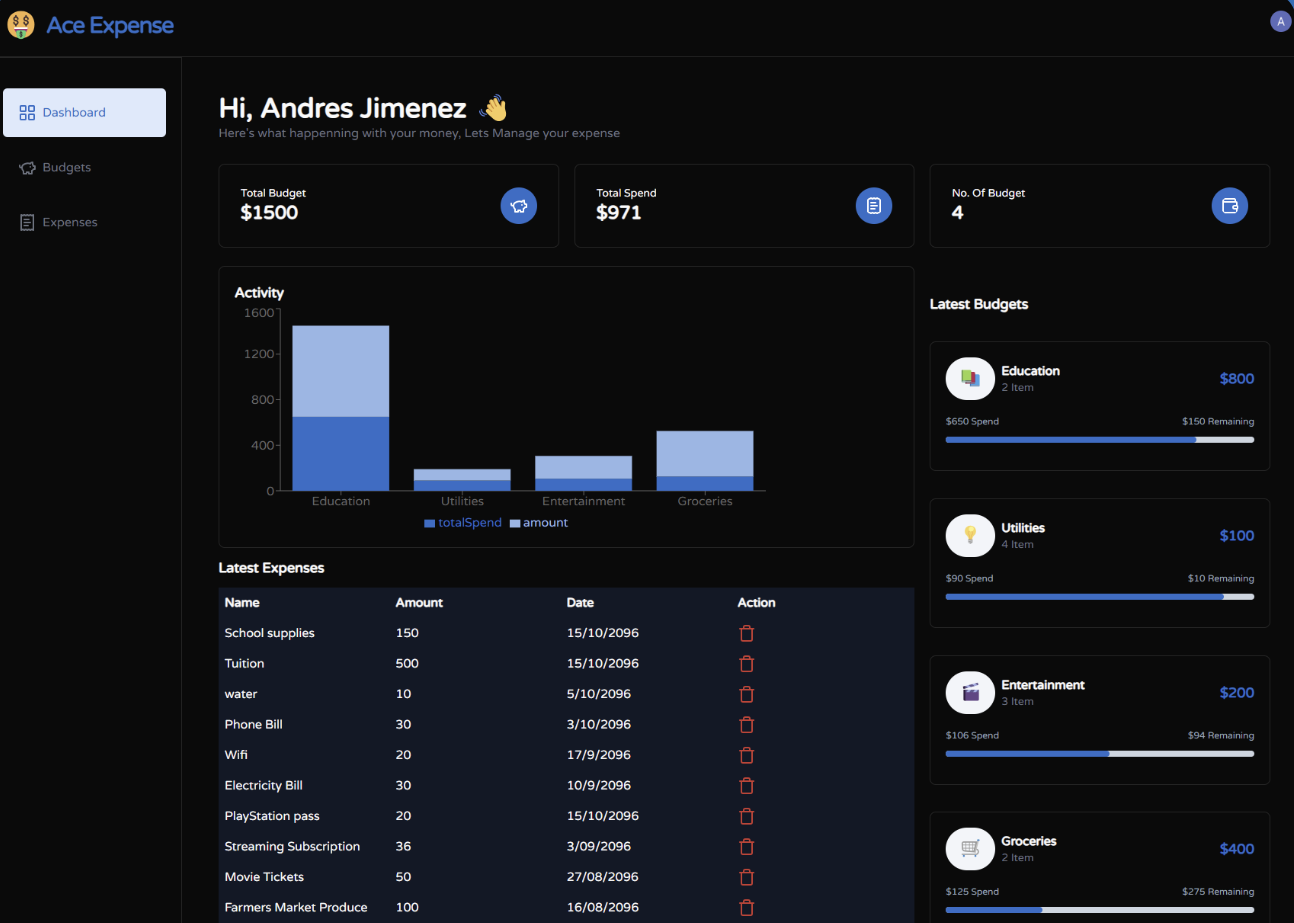 Ace Expense
A
Dashboard
Budgets
Expenses
Hi, Andres Jimenez 👋
Here's what happenning with your money, Lets Manage your expense
Total Budget
$1500
Total Spend
$971
No. Of Budget
4
Activity
1600
1200
800
400
0
Education Utilities Entertainment Groceries
totalSpend amount
Latest Expenses
Name Amount Date Action
School supplies 150 15/10/2096
Tuition 500 15/10/2096
water 10 5/10/2096
Phone Bill 30 3/10/2096
Wifi 20 17/9/2096
Electricity Bill 30 10/9/2096
PlayStation pass 20 15/10/2096
Streaming Subscription 36 3/09/2096
Movie Tickets 50 27/08/2096
Farmers Market Produce 100 16/08/2096
Latest Budgets
Education
2 Item
$800
$650 Spend $150 Remaining
Utilities
4 Item
$100
$90 Spend $10 Remaining
Entertainment
3 Item
$200
$106 Spend $94 Remaining
Groceries
2 Item
$400
$125 Spend $275 Remaining